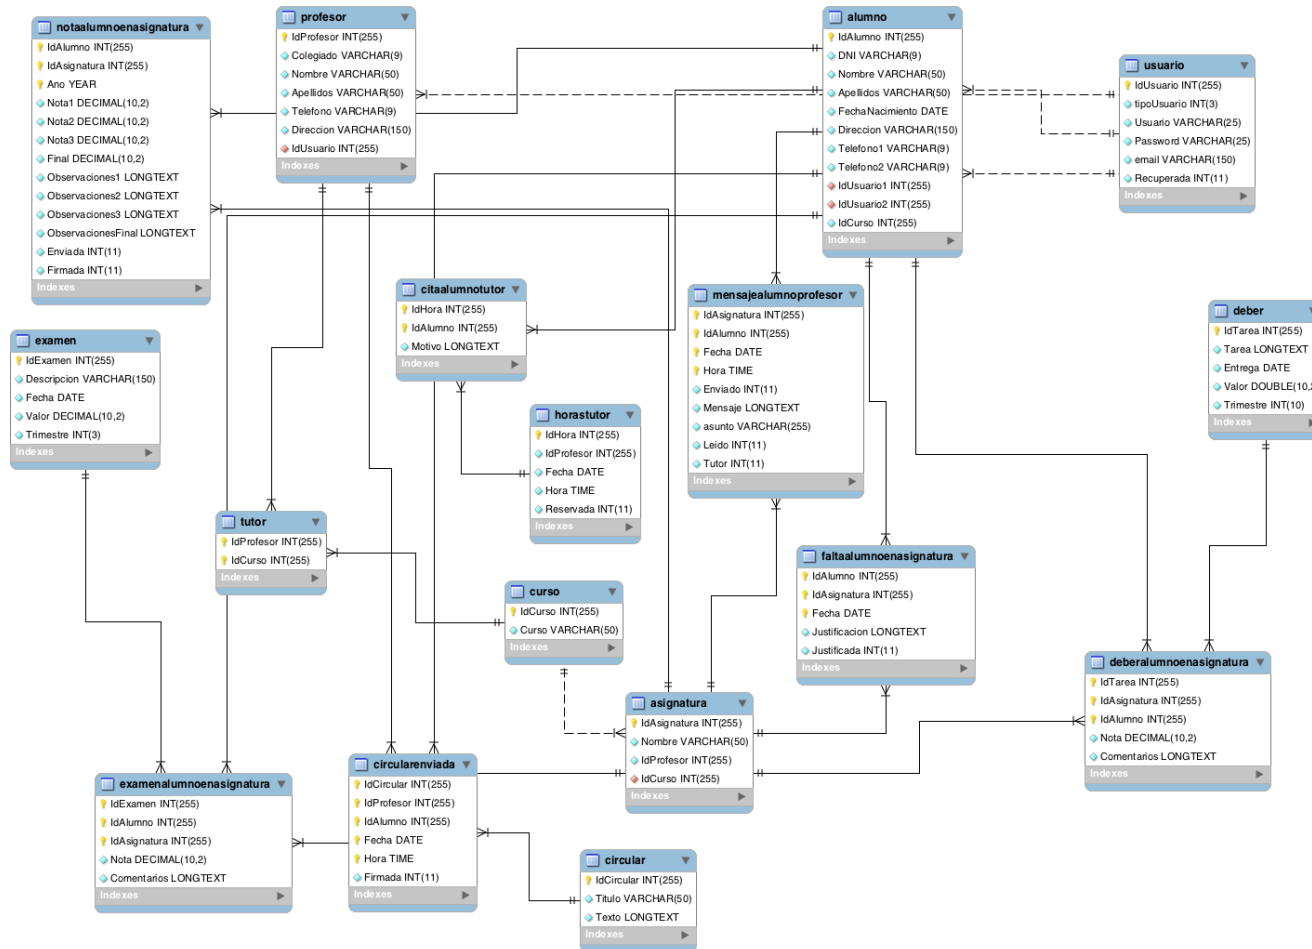 notaalumnoenasignatura
IdAlumno INT(255)
IdAsignatura INT(255)
Ano YEAR
Nota1 DECIMAL(10,2)
Nota2 DECIMAL(10,2)
Nota3 DECIMAL(10,2)
Final DECIMAL(10,2)
Observaciones1 LONGTEXT
Observaciones2 LONGTEXT
Observaciones3 LONGTEXT
ObservacionesFinal LONGTEXT
Enviada INT(11)
Firmada INT(11)
Indexes
profesor
IdProfesor INT(255)
Colegiado VARCHAR(9)
Nombre VARCHAR(50)
Apellidos VARCHAR(50)
Telefono VARCHAR(9)
Direccion VARCHAR(150)
IdUsuario INT(255)
Indexes
alumno
IdAlumno INT(255)
DNI VARCHAR(9)
Nombre VARCHAR(50)
Apellidos VARCHAR(50)
FechaNacimiento DATE
Direccion VARCHAR(150)
Telefono1 VARCHAR(9)
Telefono2 VARCHAR(9)
IdUsuario1 INT(255)
IdUsuario2 INT(255)
IdCurso INT(255)
Indexes
usuario
IdUsuario INT(255)
tipoUsuario INT(3)
Usuario VARCHAR(25)
Password VARCHAR(25)
email VARCHAR(150)
Recuperada INT(11)
Indexes
citaalumnotutor
IdHora INT(255)
IdAlumno INT(255)
Motivo LONGTEXT
Indexes
mensajealumnoprofesor
IdAsignatura INT(255)
IdAlumno INT(255)
Fecha DATE
Hora TIME
Enviado INT(11)
Mensaje LONGTEXT
asunto VARCHAR(255)
Leido INT(11)
Tutor INT(11)
Indexes
deber
IdTarea INT(255)
Tarea LONGTEXT
Entrega DATE
Valor DOUBLE(10,2
Trimestre INT(10)
Indexes
examen
IdExamen INT(255)
Descripcion VARCHAR(150)
Fecha DATE
Valor DECIMAL(10,2)
Trimestre INT(3)
Indexes
horastutor
IdHora INT(255)
IdProfesor INT(255)
Fecha DATE
Hora TIME
Reservada INT(11)
Indexes
tutor
IdProfesor INT(255)
IdCurso INT(255)
Indexes
curso
IdCurso INT(255)
Curso VARCHAR(50)
Indexes
faltaalumnoenasignatura
IdAlumno INT(255)
IdAsignatura INT(255)
Fecha DATE
Justificacion LONGTEXT
Justificada INT(11)
Indexes
deberalumnoenasignatura
IdTarea INT(255)
IdAsignatura INT(255)
IdAlumno INT(255)
Nota DECIMAL(10,2)
Comentarios LONGTEXT
Indexes
asignatura
IdAsignatura INT(255)
Nombre VARCHAR(50)
IdProfesor INT(255)
IdCurso INT(255)
Indexes
examenalumnoenasignatura
IdExamen INT(255)
IdAlumno INT(255)
IdAsignatura INT(255)
Nota DECIMAL(10,2)
Comentarios LONGTEXT
Indexes
circularenviada
IdCircular INT(255)
IdProfesor INT(255)
IdAlumno INT(255)
Fecha DATE
Hora TIME
Firmada INT(11)
Indexes
circular
IdCircular INT(255)
Titulo VARCHAR(50)
Texto LONGTEXT
Indexes